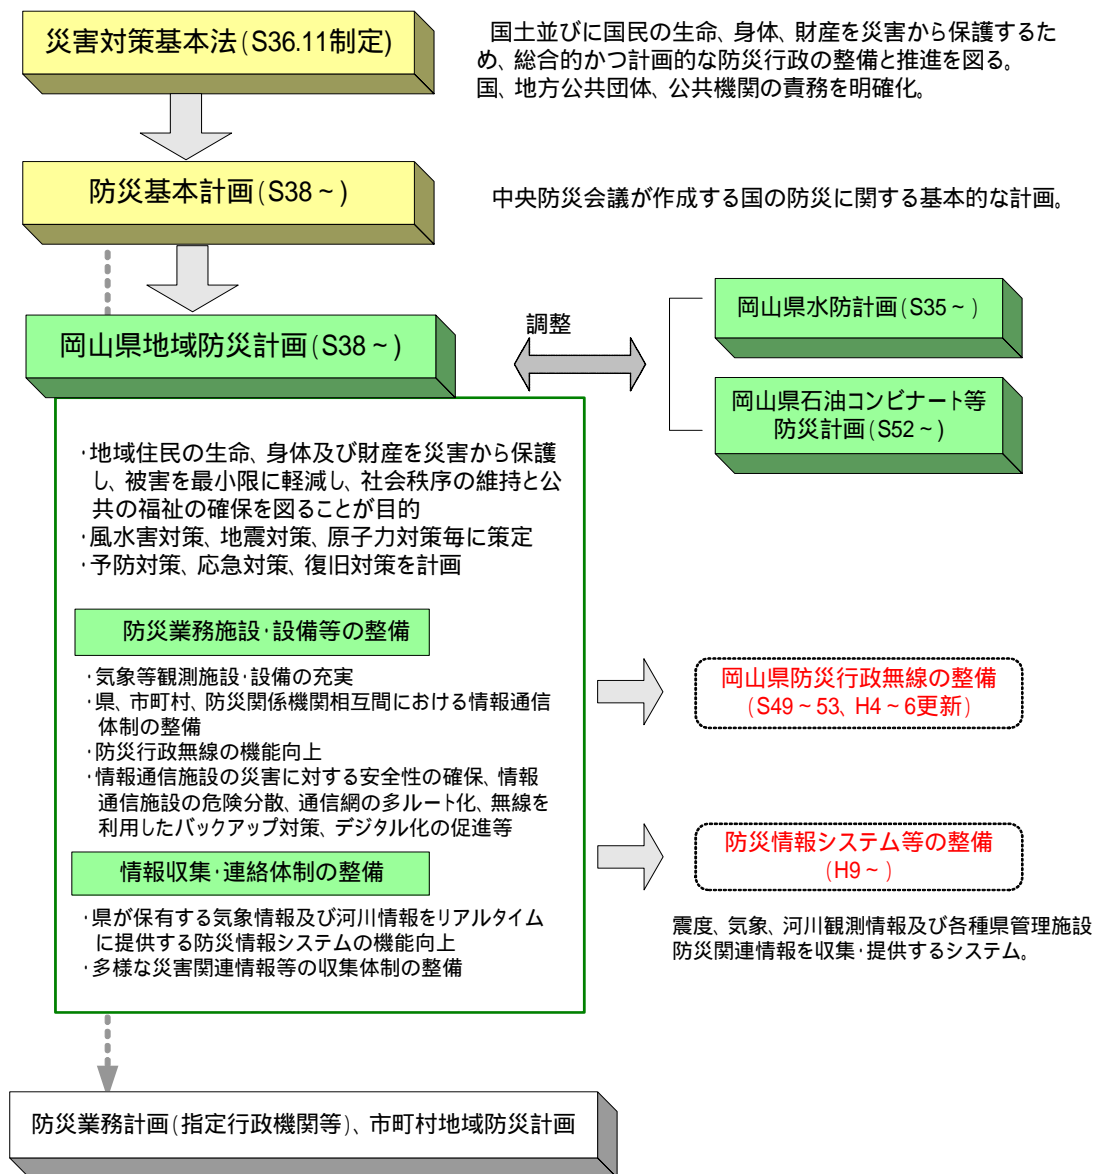 災害対策基本法(S36.11制定)
国土並びに国民の生命、身体、財産を災害から保護するた
め、総合的かつ計画的な防災行政の整備と推進を図る。
国、地方公共団体、公共機関の責務を明確化。
防災基本計画(S38~)
中央防災会議が作成する国の防災に関する基本的な計画。
岡山県地域防災計画(S38~)
調整
岡山県水防計画(S35~)
岡山県石油コンビナート等
防災計画(S52~)
・地域住民の生命、身体及び財産を災害から保護
し、被害を最小限に軽減し、社会秩序の維持と公
共の福祉の確保を図ることが目的
・風水害対策、地震対策、原子力対策毎に策定
・予防対策、応急対策、復旧対策を計画
防災業務施設・設備等の整備
・気象等観測施設・設備の充実
・県、市町村、防災関係機関相互間における情報通信
体制の整備
・防災行政無線の機能向上
・情報通信施設の災害に対する安全性の確保、情報
通信施設の危険分散、通信網の多ルート化、無線を
利用したバックアップ対策、デジタル化の促進等
岡山県防災行政無線の整備
(S49~53、H4~6更新)
情報収集・連絡体制の整備
・県が保有する気象情報及び河川情報をリアルタイム
に提供する防災情報システムの機能向上
・多様な災害関連情報等の収集体制の整備
防災情報システム等の整備
(H9~)
震度、気象、河川観測情報及び各種県管理施設
防災関連情報を収集・提供するシステム。
防災業務計画(指定行政機関等)、市町村地域防災計画